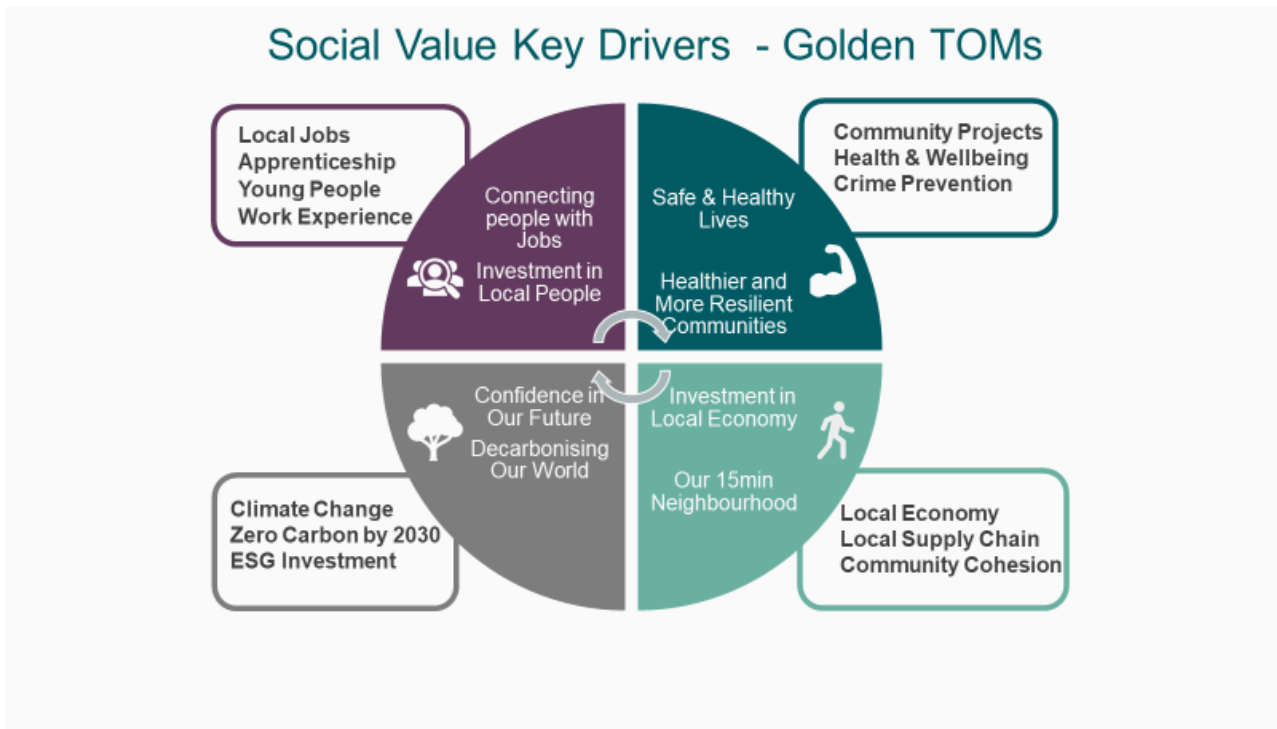 Social Value Key Drivers - Golden TOMs
Local Jobs
Apprenticeship
Young People
Work Experience
Connecting
people with
Jobs
Investment in
Local People
Safe & Healthy
Lives
Healthier and
More Resilient
Communities
Community Projects
Health & Wellbeing
Crime Prevention
Climate Change
Zero Carbon by 2030
ESG Investment
Confidence in
Our Future
Decarbonising
Our World
Investment in
Local Economy
Our 15min
Neighbourhood
Local Economy
Local Supply Chain
Community Cohesion